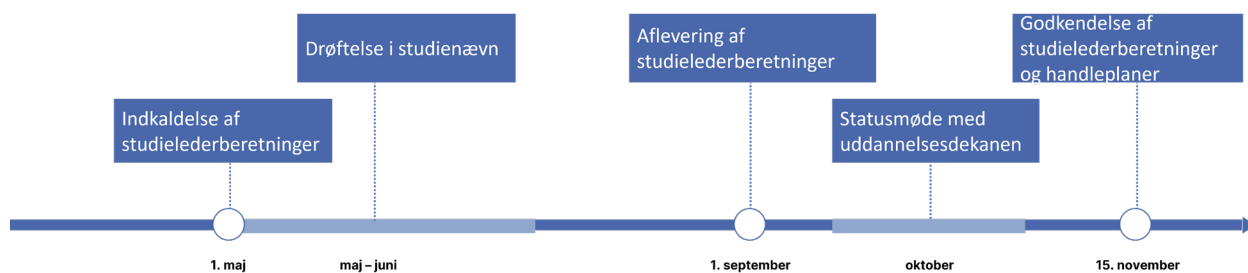 Indkaldelse af
studielederberetninger
Drøftelse i studienævn
Aflevering af
studielederberetninger
Statusmøde med
uddannelsesdekanen
Godkendelse af
studielederberetninger
og handleplaner
1. maj
maj – juni
1. september
oktober
15. november